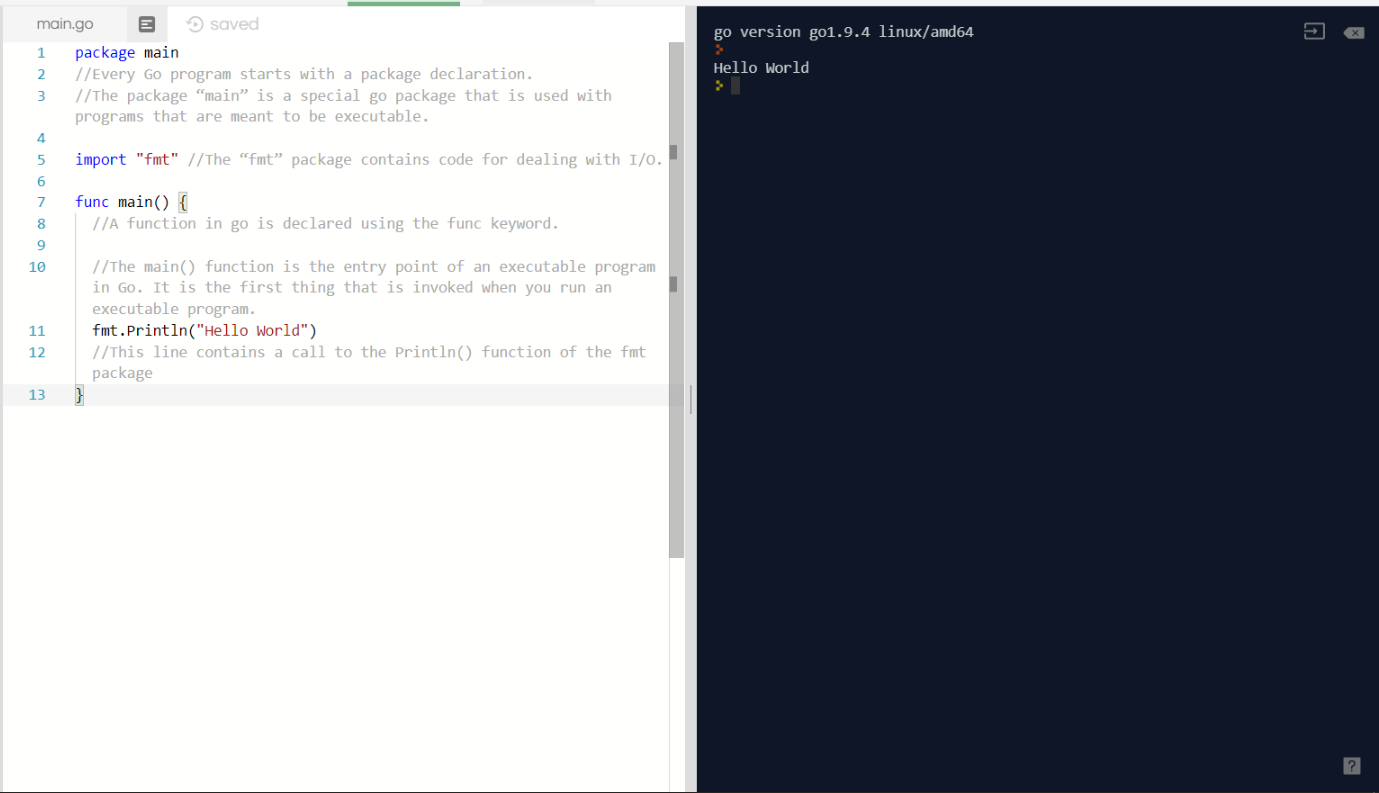 main.go saved
1 package main
2 //Every Go program starts with a package declaration.
3 //The package “main” is a special go package that is used with
programs that are meant to be executable.
4
5 import "fmt" //The “fmt” package contains code for dealing with I/O.
6
7 func main() {
8 //A function in go is declared using the func keyword.
9
10 //The main() function is the entry point of an executable program
in Go. It is the first thing that is invoked when you run an
executable program.
11 fmt.Println("Hello World")
12 //This line contains a call to the Println() function of the fmt
package
13 }
go version go1.9.4 linux/amd64
Hello World
?